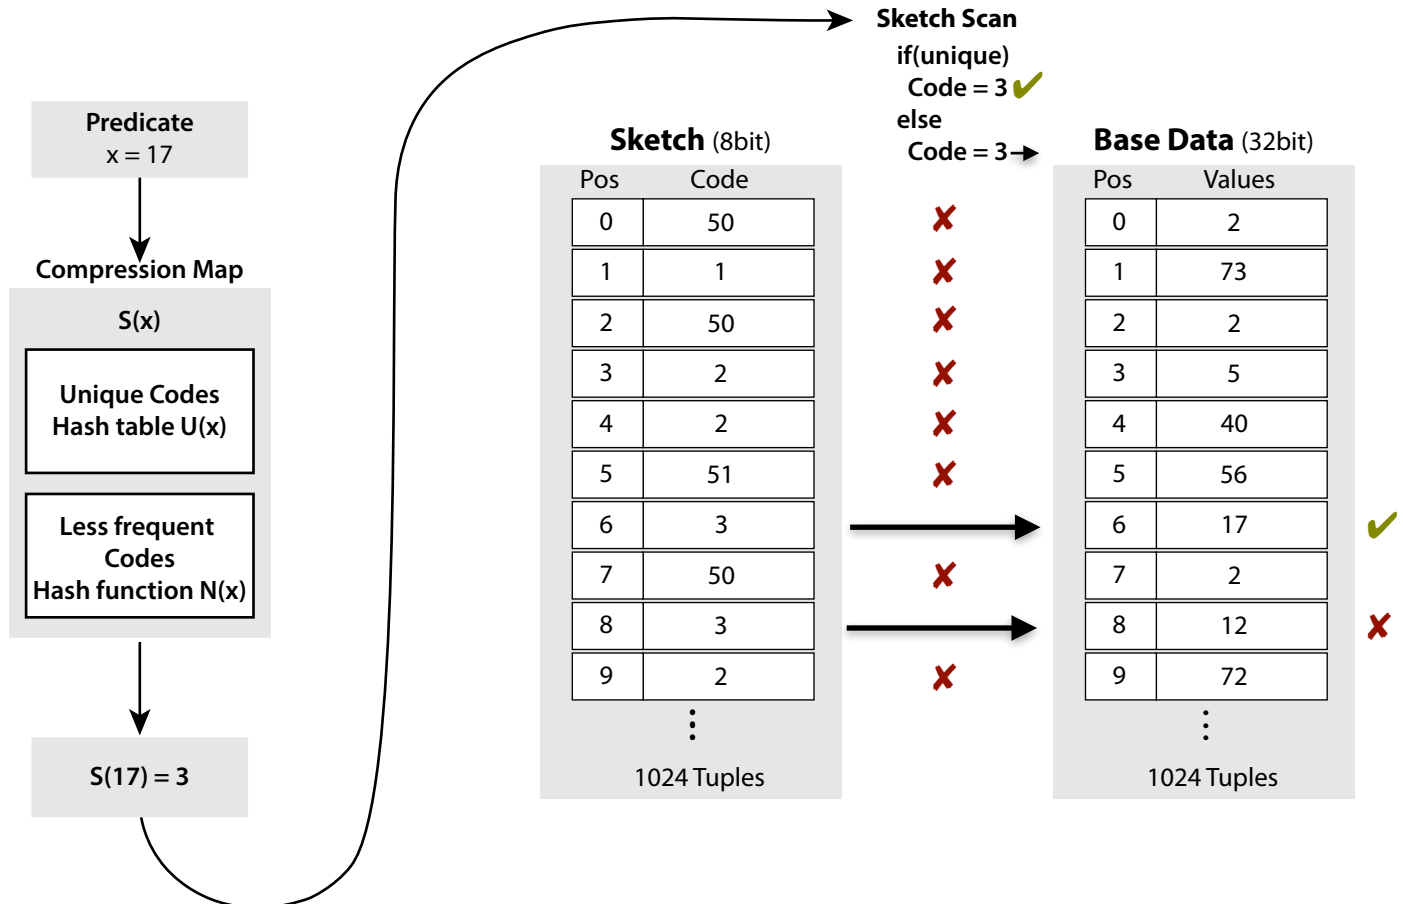 Predicate
x = 17
Compression Map
S(x)
Unique Codes
Hash table U(x)
Less frequent
Codes
Hash function N(x)
S(17) = 3
Sketch Scan
if(unique)
Code = 3
else
Code = 3
Sketch (8bit)
Pos Code
0 50
1 1
2 50
3 2
4 2
5 51
6 3
7 50
8 3
9 2
1024 Tuples
Base Data (32bit)
Pos Values
0 2
1 73
2 2
3 5
4 40
5 56
6 17
7 2
8 12
9 72
1024 Tuples